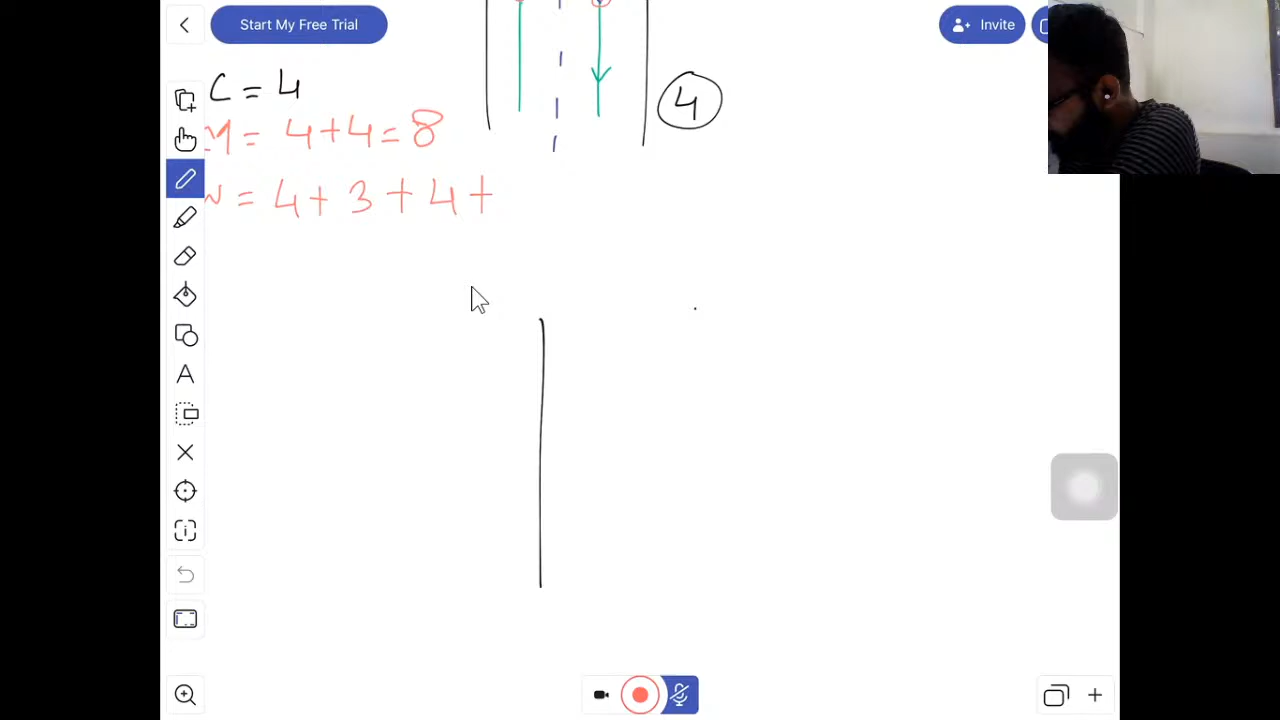 Start My Free Trial
Invite
C = 4
M = 4+4 = 8
= 4 + 3 + 4 +
4
A